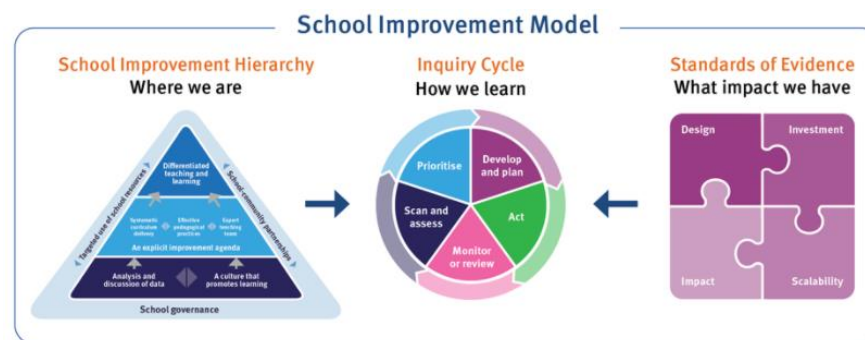 School Improvement Model
School Improvement Hierarchy
Where we are
Differentiated
teaching and
learning
Targeted use of school resources
School-community partnerships
Systematic
curriculum
delivery
Effective
pedagogical
practices
Expert
teaching
team
An explicit improvement agenda
Analysis and
discussion of data
A culture that
promotes learning
School governance
Inquiry Cycle
How we learn
Prioritise
Develop
and plan
Scan and
assess
Act
Monitor
or review
Standards of Evidence
What impact we have
Design
Investment
Impact
Scalability